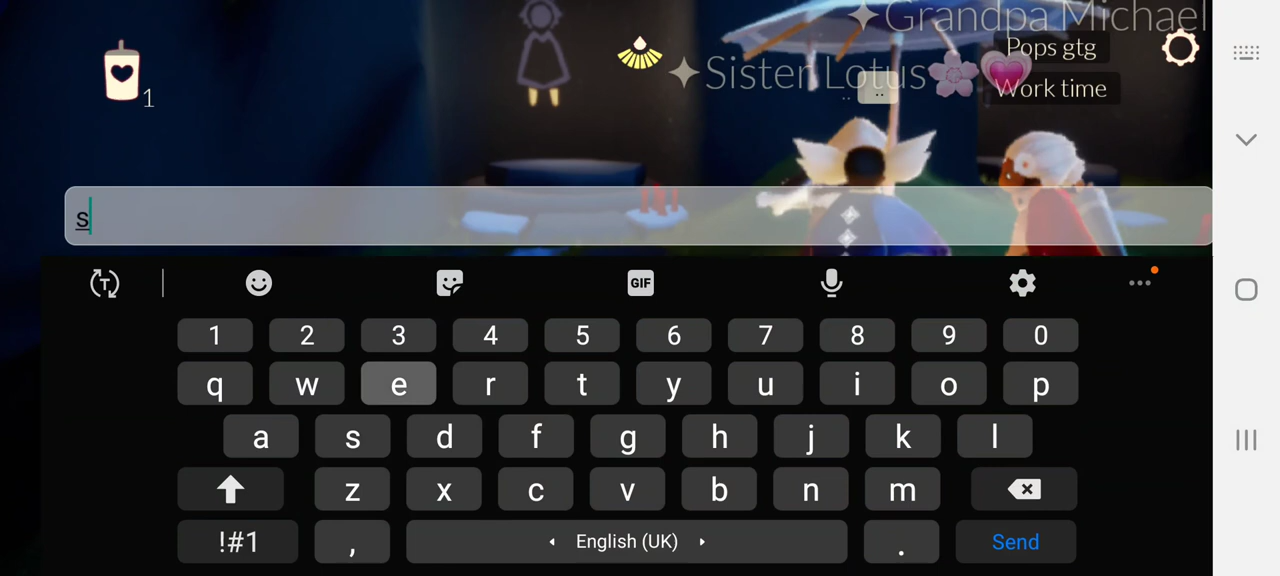 ✦Grandpa Michael
Pops gtg
✦Sister Lotus🌸💗
Work time
..
1
s
T
GIF
1 2 3 4 5 6 7 8 9 0
q w e r t y u i o p
a s d f g h j k l
z x c v b n m
!#1 , English (UK) . Send